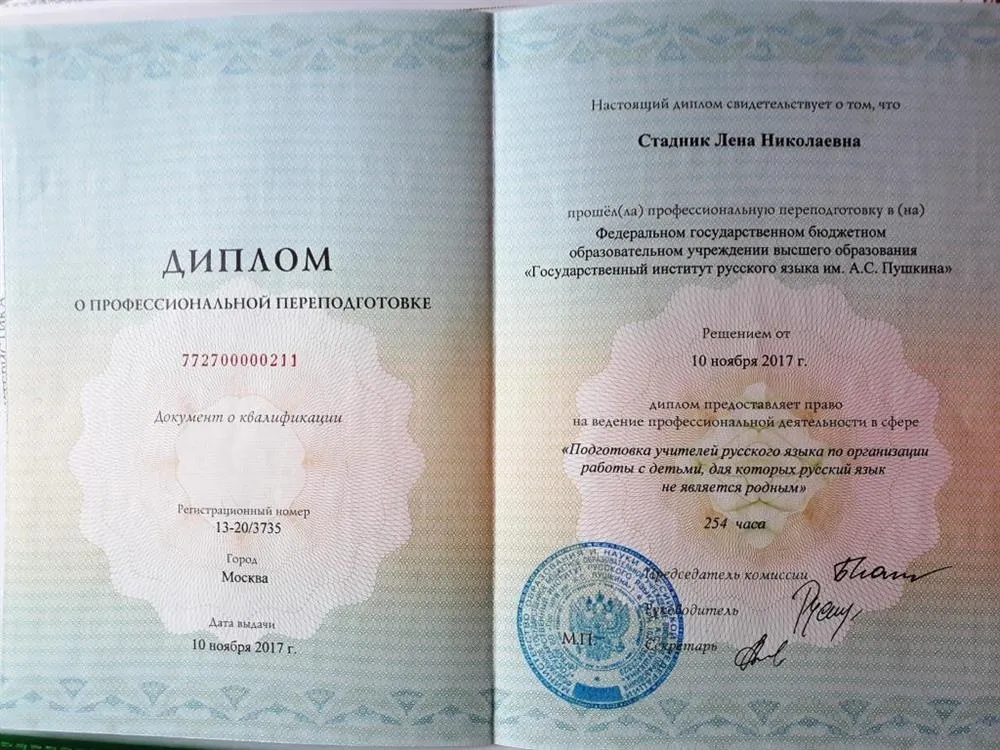 ДИПЛОМ
О ПРОФЕССИОНАЛЬНОЙ ПЕРЕПОДГОТОВКЕ
772700000211
Документ о квалификации
Регистрационный номер
13-20/3735
Город
Москва
Дата выдачи
10 ноября 2017 г.
Настоящий диплом свидетельствует о том, что
Стадник Лена Николаевна
прошёл(ла) профессиональную переподготовку в (на)
Федеральном государственном бюджетном
образовательном учреждении высшего образования
«Государственный институт русского языка им. А.С. Пушкина»
Решением от
10 ноября 2017 г.
диплом предоставляет право
на ведение профессиональной деятельности в сфере
«Подготовка учителей русского языка по организации
работы с детьми, для которых русский язык
не является родным»
254 часа
Председатель комиссии
Руководитель
М.П.
Секретарь